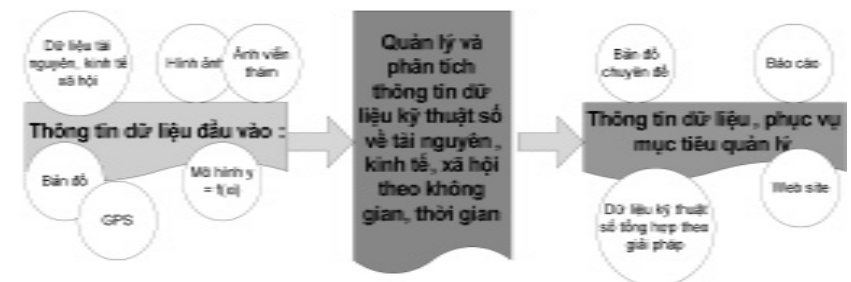 Dữ liệu tài
nguyên, kinh tế
xã hội
Hình ảnh
Ảnh viễn
thám
Thông tin dữ liệu đầu vào :
Bản đồ
GPS
Mô hình y
= f(xi)
Quản lý và
phân tích
thông tin dữ
liệu kỹ thuật số
về tài nguyên,
kinh tế, xã hội
theo không
gian, thời gian
Bản đồ
chuyên đề
Báo cáo
Thông tin dữ liệu, phục vụ
mục tiêu quản lý
Dữ liệu kỹ thuật
số tổng hợp theo
giải pháp
Web site